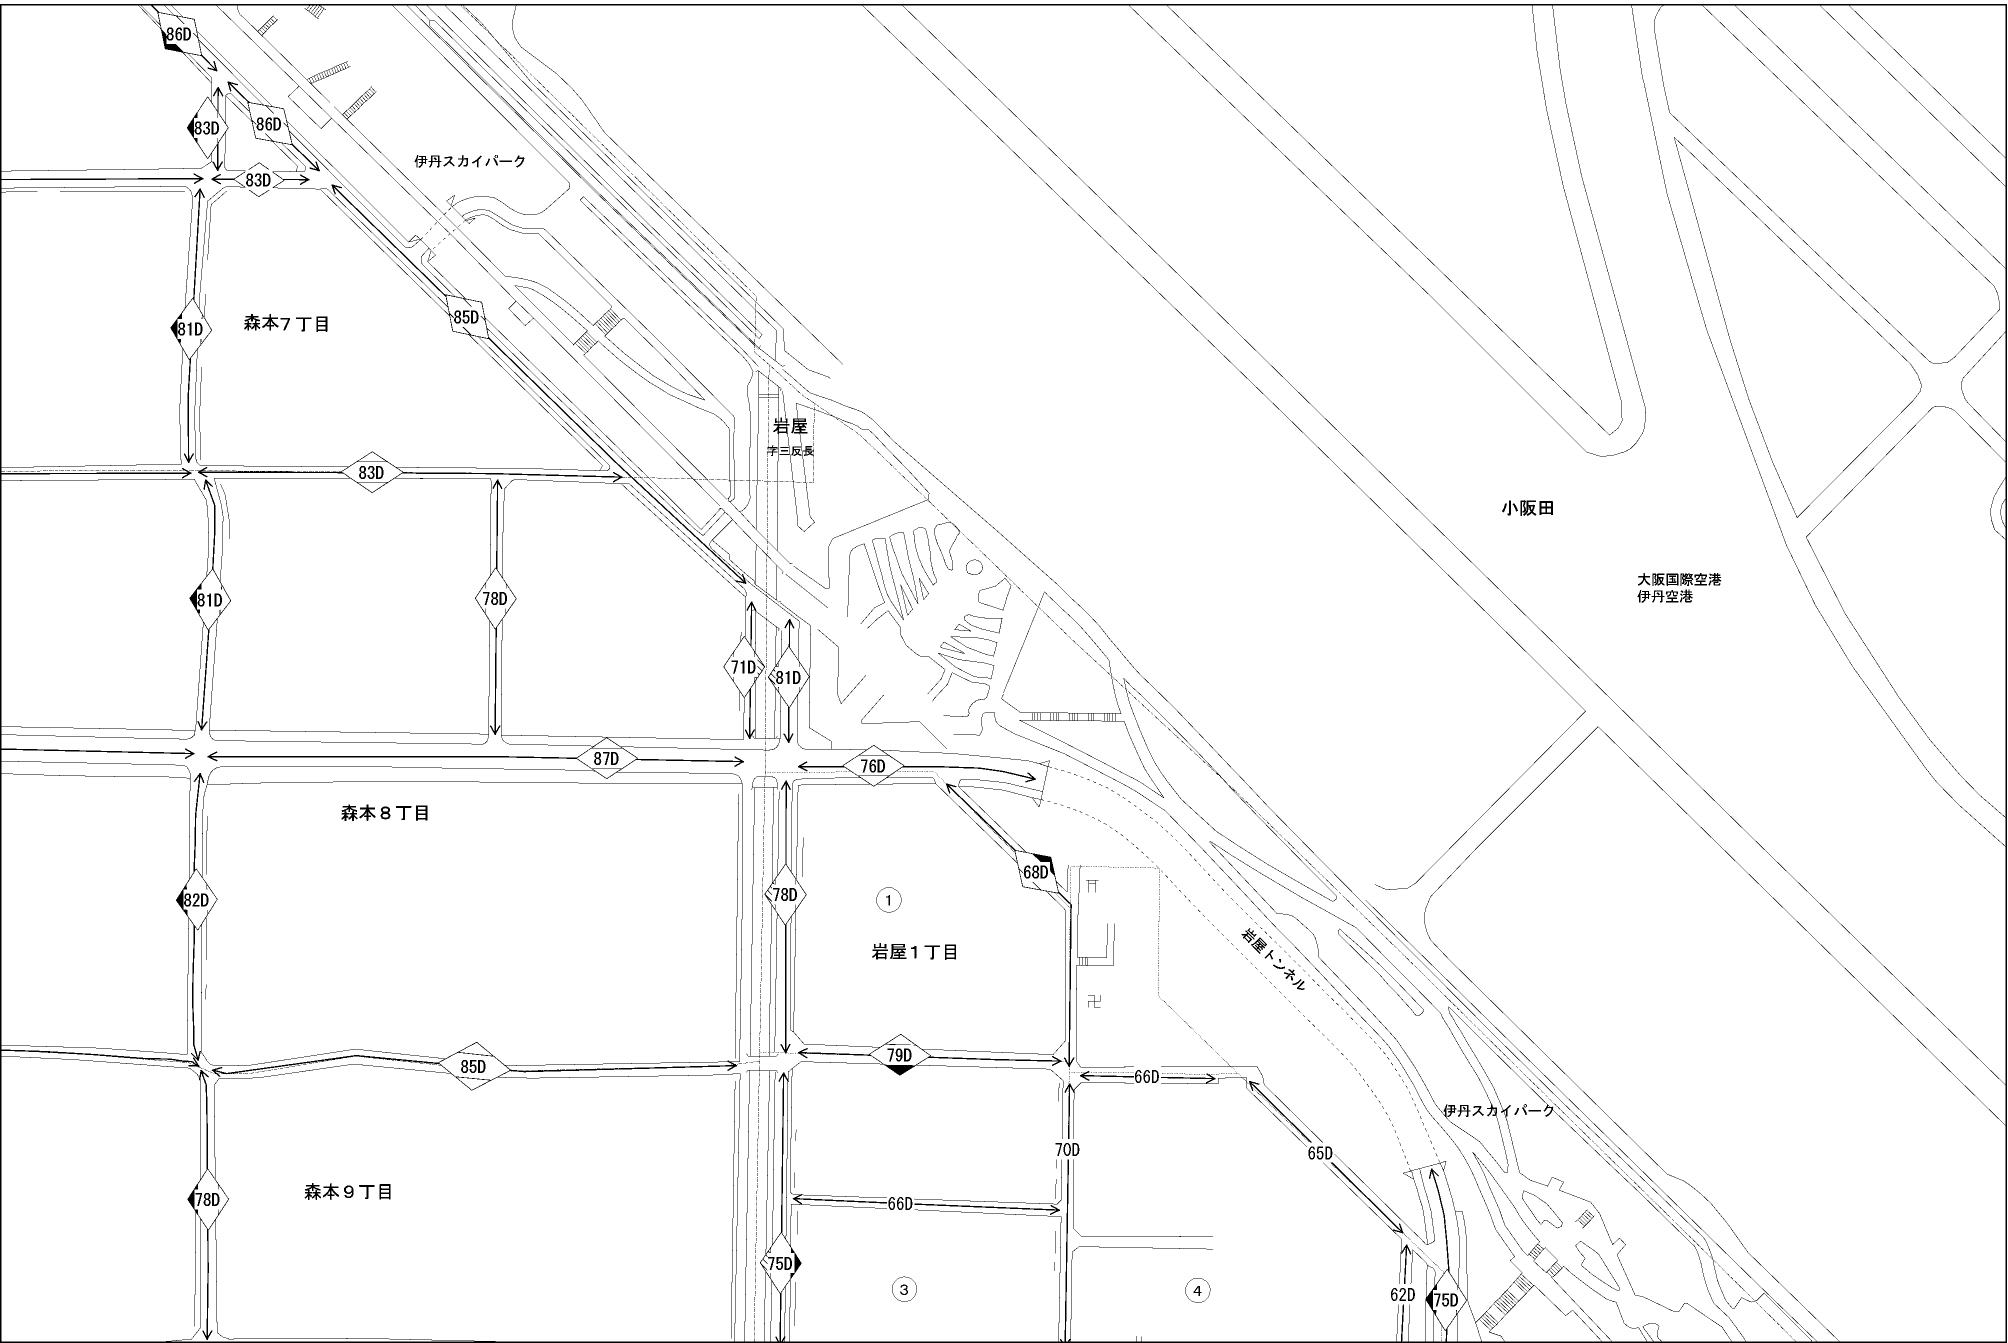 86D
83D
86D
伊丹スカイパーク
83D
81D
森本7丁目
85D
岩屋
字三反長
83D
小阪田
大阪国際空港
伊丹空港
81D
78D
71D
81D
87D
76D
森本8丁目
82D
78D
68D
①
岩屋1丁目
岩屋トンネル
卍
85D
79D
66D
伊丹スカイパーク
70D
65D
78D
森本9丁目
66D
75D
③
④
62D
75D